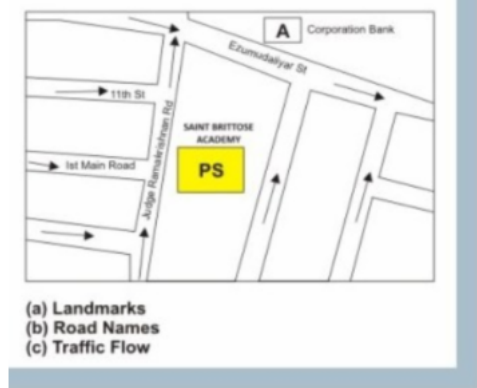 A
Corporation Bank
Ezumudaliyar St
11th St
SAINT BRITTOSE
ACADEMY
PS
Judge Ramakrishnan Rd
Ist Main Road
(a) Landmarks
(b) Road Names
(c) Traffic Flow